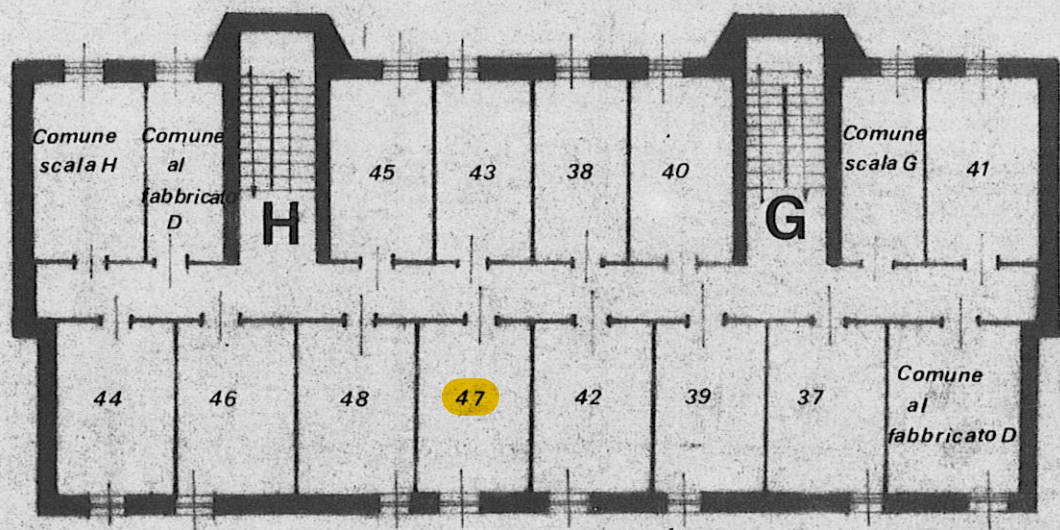 Comune
scala H
Comune
al
fabbricato
D
H
45
43
38
40
G
Comune
scala G
41
44
46
48
47
42
39
37
Comune
al
fabbricato D